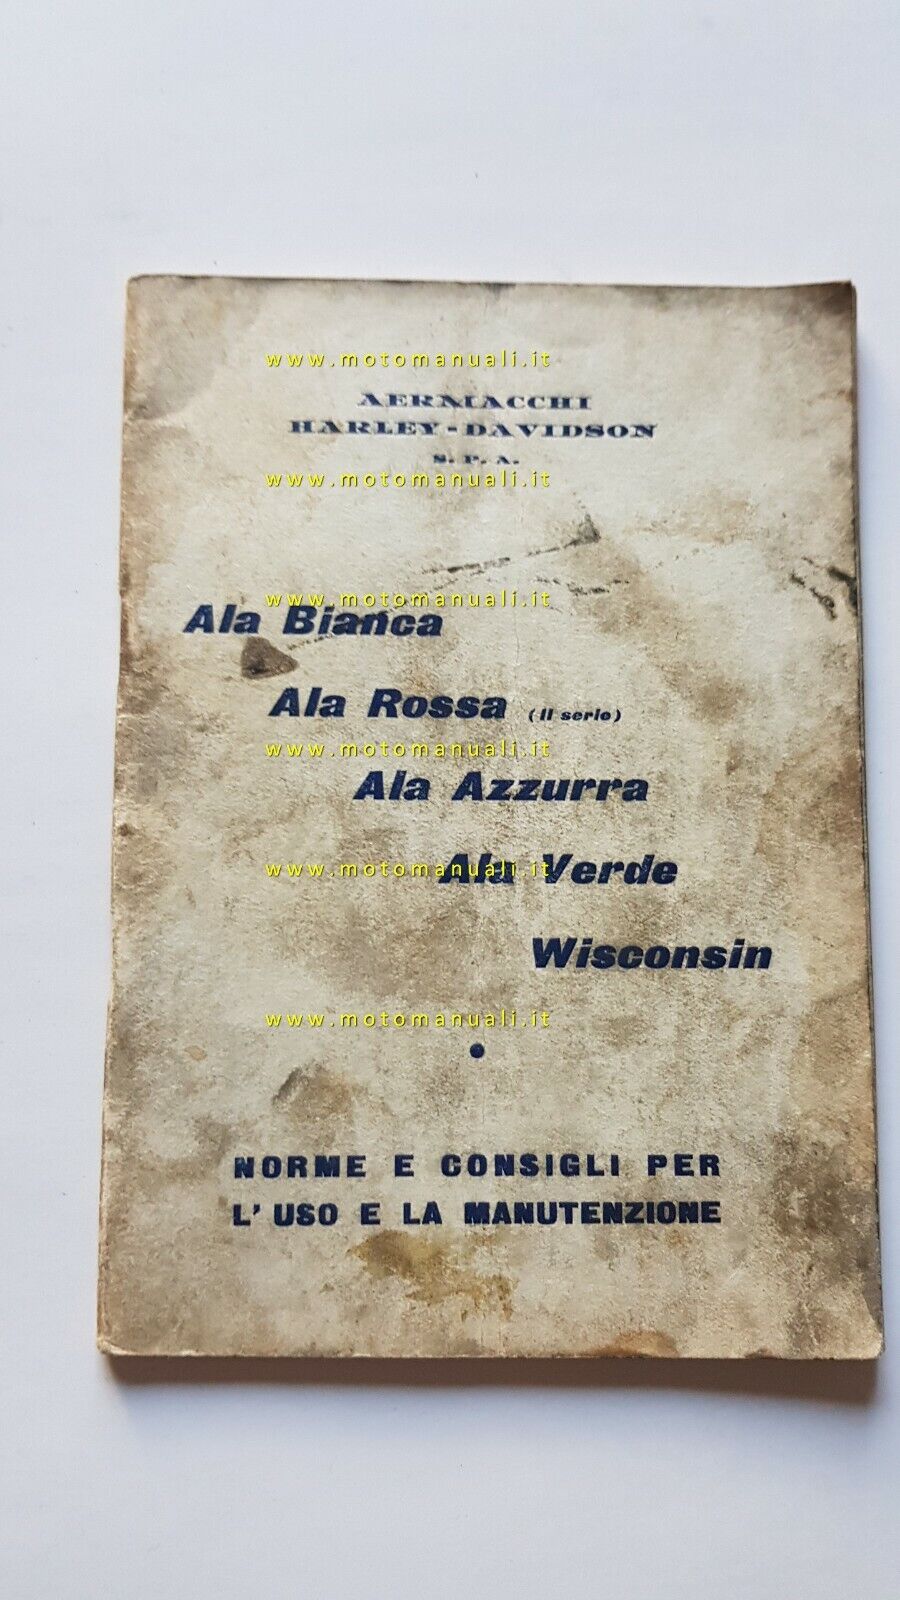 www.motomanuali.it
AERMACCHI
HARLEY-DAVIDSON
S. P. A.
www.motomanuali.it
www.motomanuali.it
Ala Bianca
Ala Rossa (II serie)
www.motomanuali.it
Ala Azzurra
www.motomanuali.it
Ala Verde
Wisconsin
www.motomanuali.it
NORME E CONSIGLI PER
L' USO E LA MANUTENZIONE